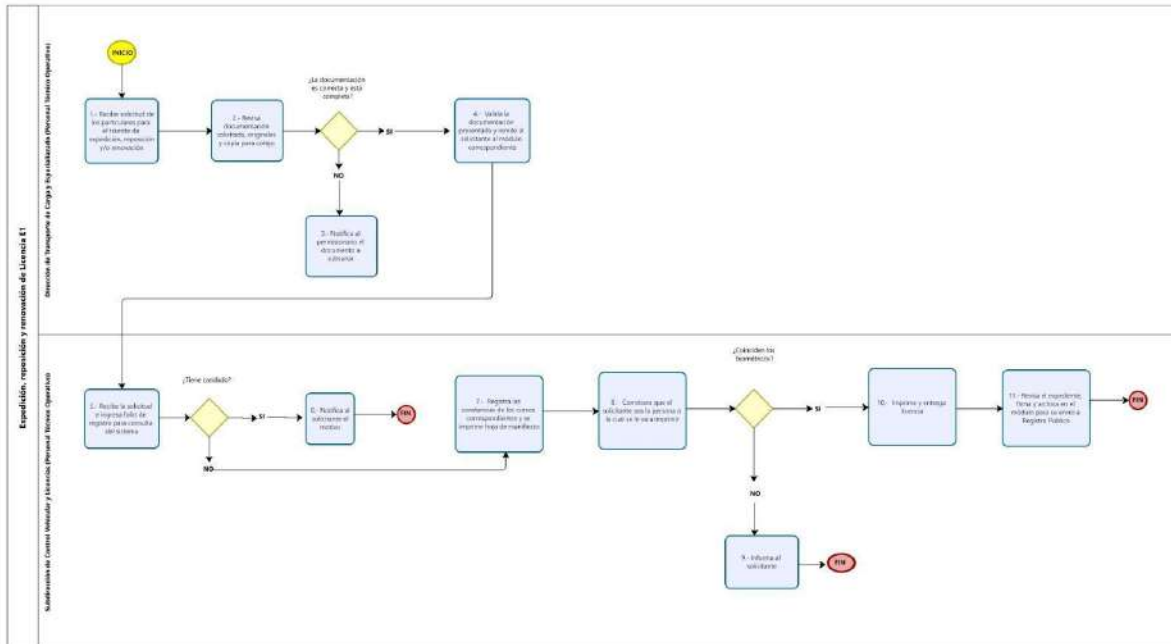 Expedición, reposición y renovación de Licencia E1
Dirección de Transporte de Carga y Especializado (Personal Técnico Operativo)
INICIO
1.- Recibe solicitud de
los particulares para
el trámite de
expedición, reposición
y/o renovación
2.- Revisa
documentación
solicitada, originales
y copia para cotejo
¿La documentación
es correcta y está
completa?
SI
NO
3.- Notifica al
permisionario el
documento a
subsanar
4.- Valida la
documentación
presentada y remite al
solicitante al módulo
correspondiente
Subdirección de Control Vehicular y Licencias (Personal Técnico Operativo)
5.- Recibe la solicitud
e ingresa folio de
registro para consulta
del sistema
¿Tiene candado?
SI
NO
6.- Notifica al
solicitante el
motivo
FIN
7.- Registra las
constancias de los cursos
correspondientes y se
imprime hoja de manifiesto
8.- Constata que el
solicitante sea la persona a
la cual se le va a imprimir
¿Coinciden los
biométricos?
SI
NO
9.- Informa al
solicitante
FIN
10.- Imprime y entrega
licencia
11.- Revisa el expediente,
firma y archiva en el
módulo para su envío a
Registro Público
FIN